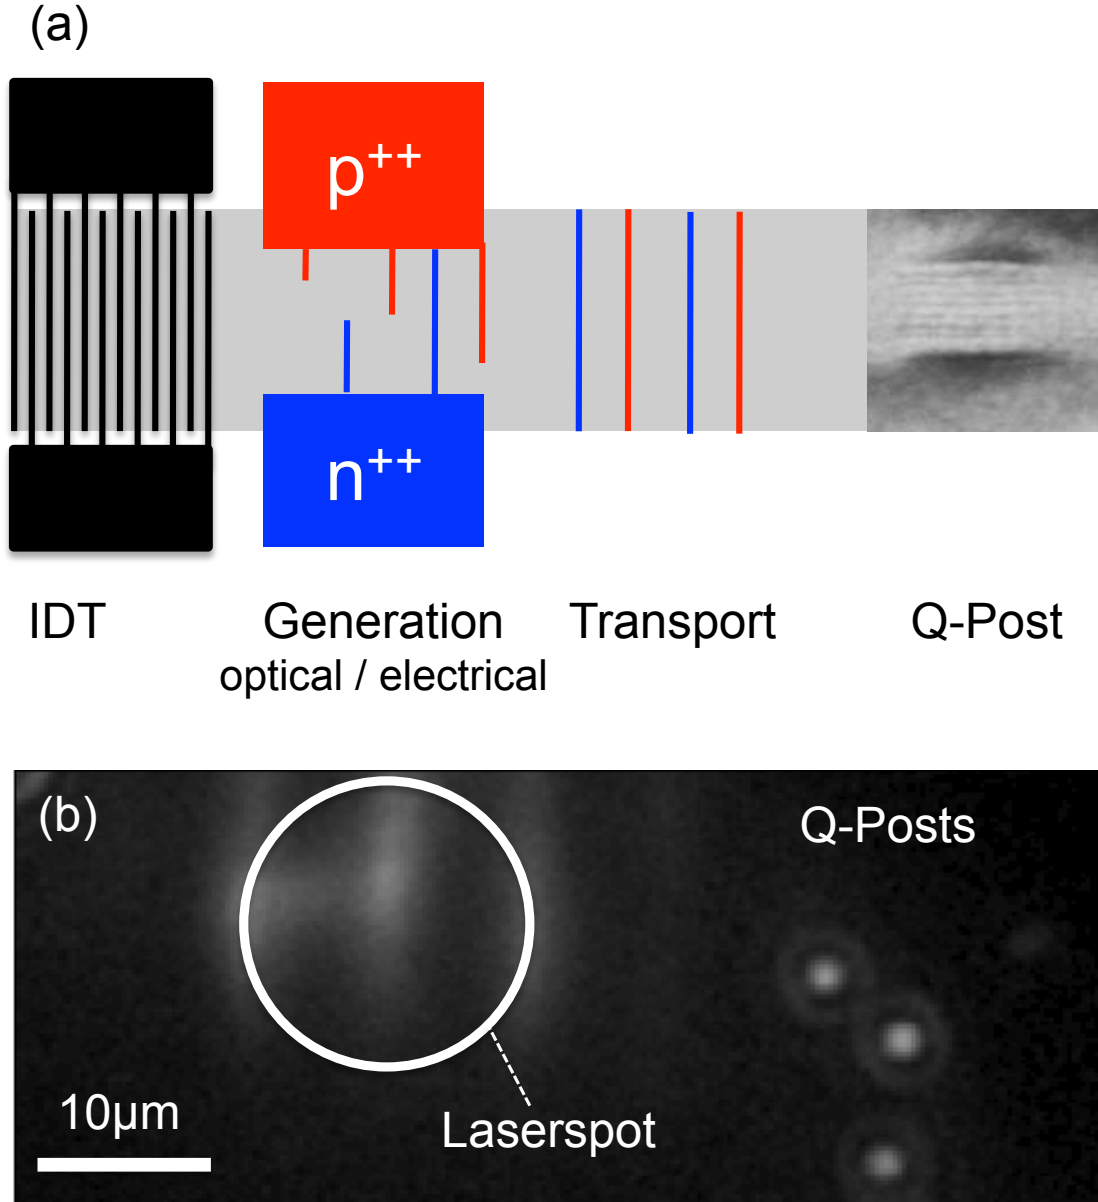 (a)
p⁺⁺
n⁺⁺
IDT
Generation
optical / electrical
Transport
Q-Post
(b)
Q-Posts
10µm
Laserspot